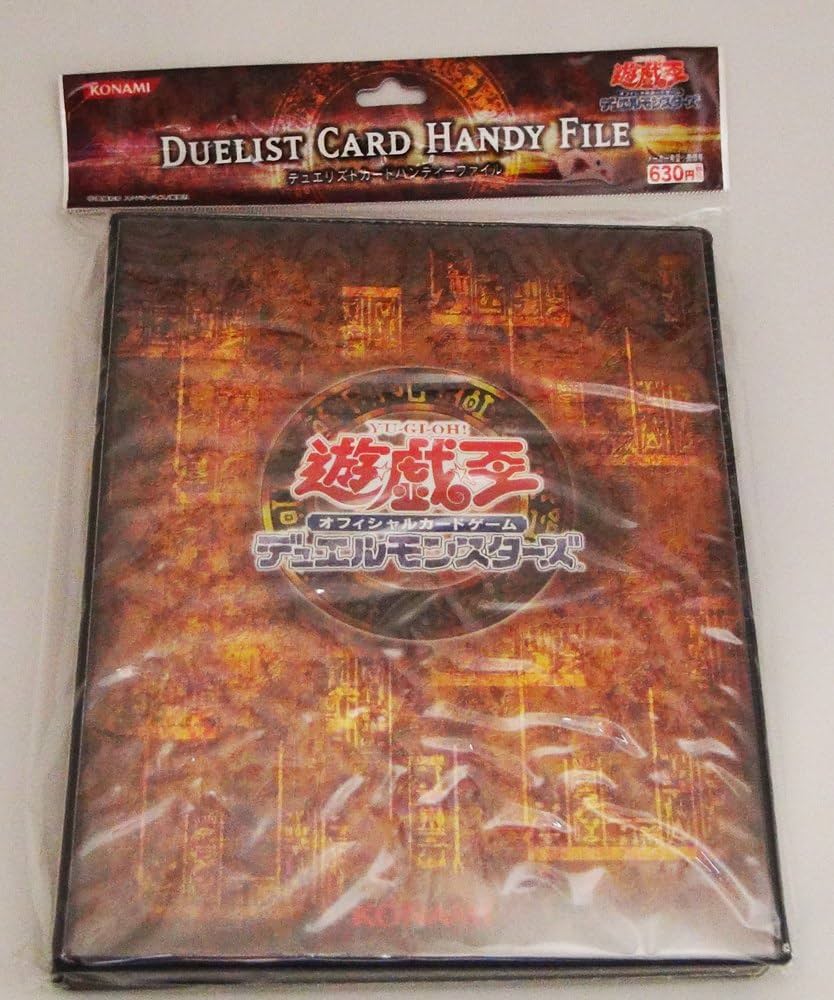 KONAMI
遊戯王
デュエルモンスターズ
DUELIST CARD HANDY FILE
デュエリストカードハンディーファイル
630円
YU-GI-OH!
遊戯王
オフィシャルカードゲーム
デュエルモンスターズ
KONAMI